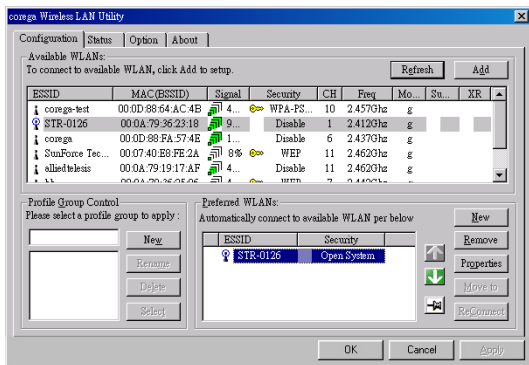 corega Wireless LAN Utility
Configuration Status Option About
Available WLANs:
To connect to available WLAN, click Add to setup.
Refresh Add
ESSID MAC(BSSID) Signal Security CH Freq Mo... Su... XR
corega-test 00:0D:88:64:AC:4B 4... WPA-PS... 10 2.457Ghz g
STR-0126 00:0A:79:36:23:18 9... Disable 1 2.412Ghz g
corega 00:0D:88:FA:57:4E 1... Disable 6 2.437Ghz g
SunForce Tec... 00:07:40:E8:FE:2A 8% WEP 11 2.462Ghz g
alliedtelesis 00:0A:79:19:17:AF 4... Disable 11 2.462Ghz g
Profile Group Control
Please select a profile group to apply :
New
Rename
Delete
Select
Preferred WLANs:
Automatically connect to available WLAN per below
ESSID Security
STR-0126 Open System
New
Remove
Properties
Move to
ReConnect
OK Cancel Apply